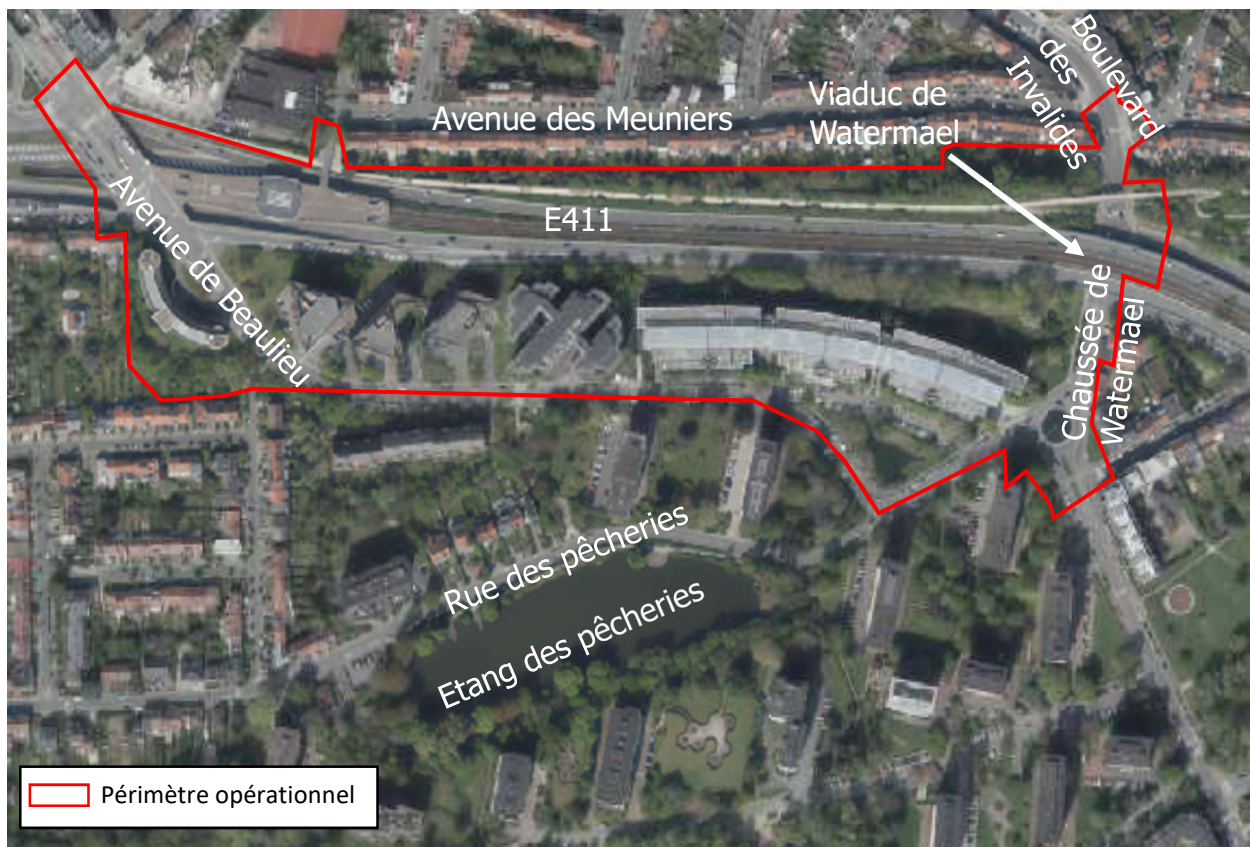 Boulevard
des
Invalides
Viaduc de
Watermael
Avenue des Meuniers
E411
Avenue de Beaulieu
Chaussée de
Watermael
Rue des pêcheries
Etang des pêcheries
Périmètre opérationnel